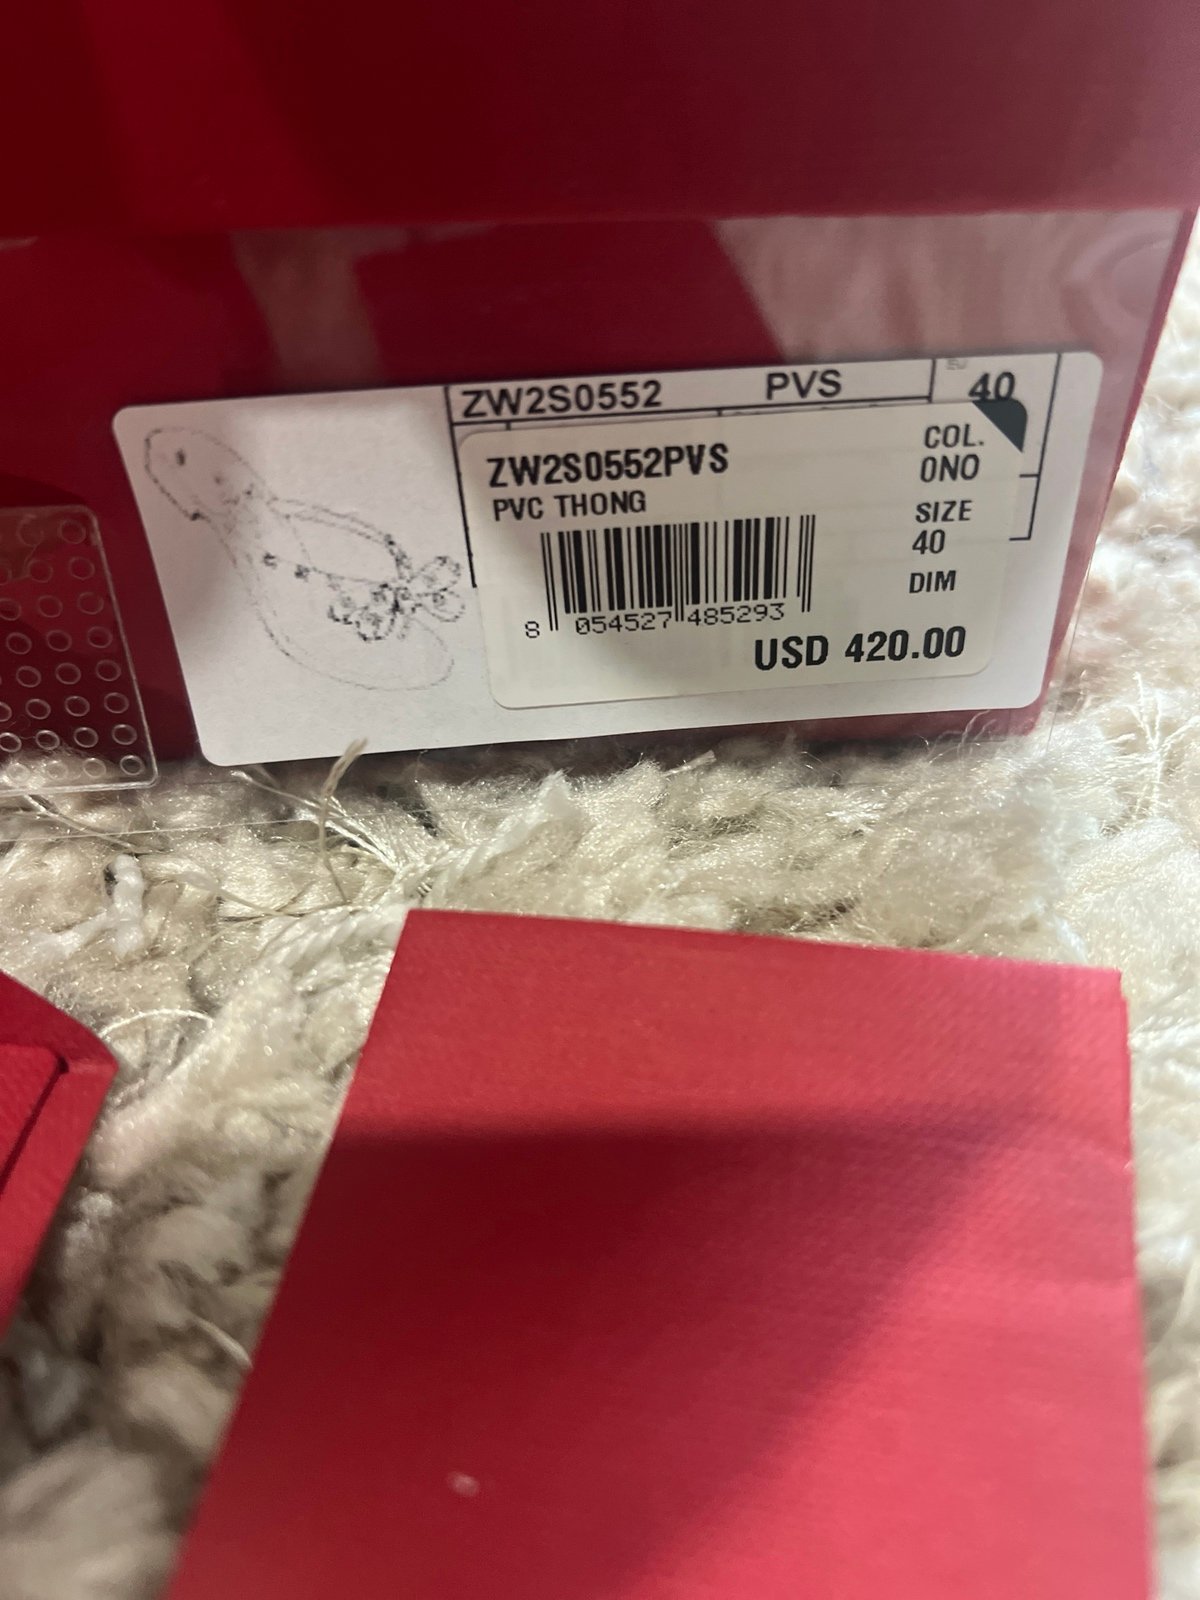 ZW2S0552 PVS 40
ZW2S0552PVS
PVC THONG
COL.
0NO
SIZE
40
DIM
8 054527 485293
USD 420.00